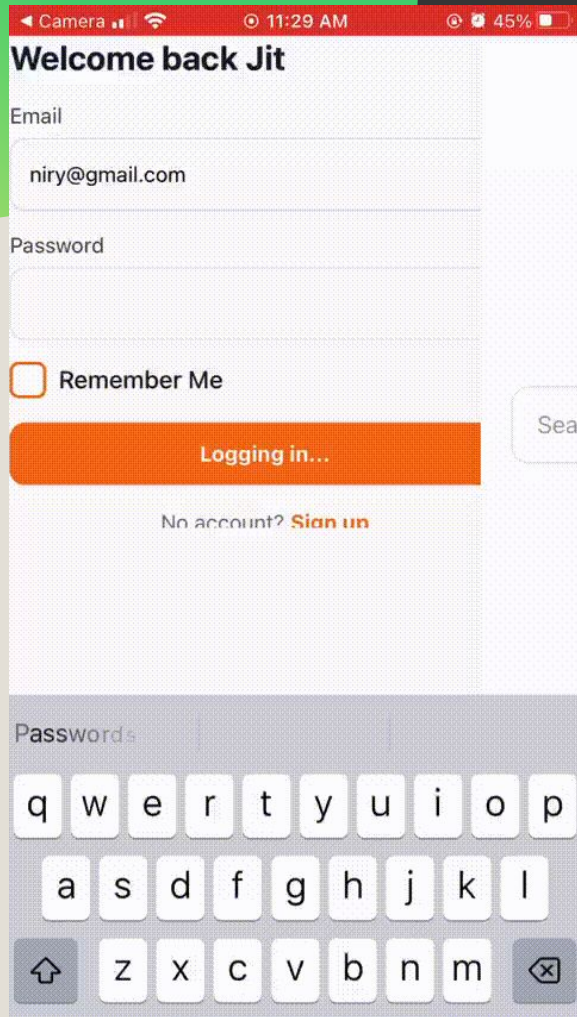 Camera 11:29 AM 45%
Welcome back Jit
Email
niry@gmail.com
Password
Remember Me
Sea
Logging in...
No account? Sign up
Passwords
q w e r t y u i o p
a s d f g h j k l
z x c v b n m